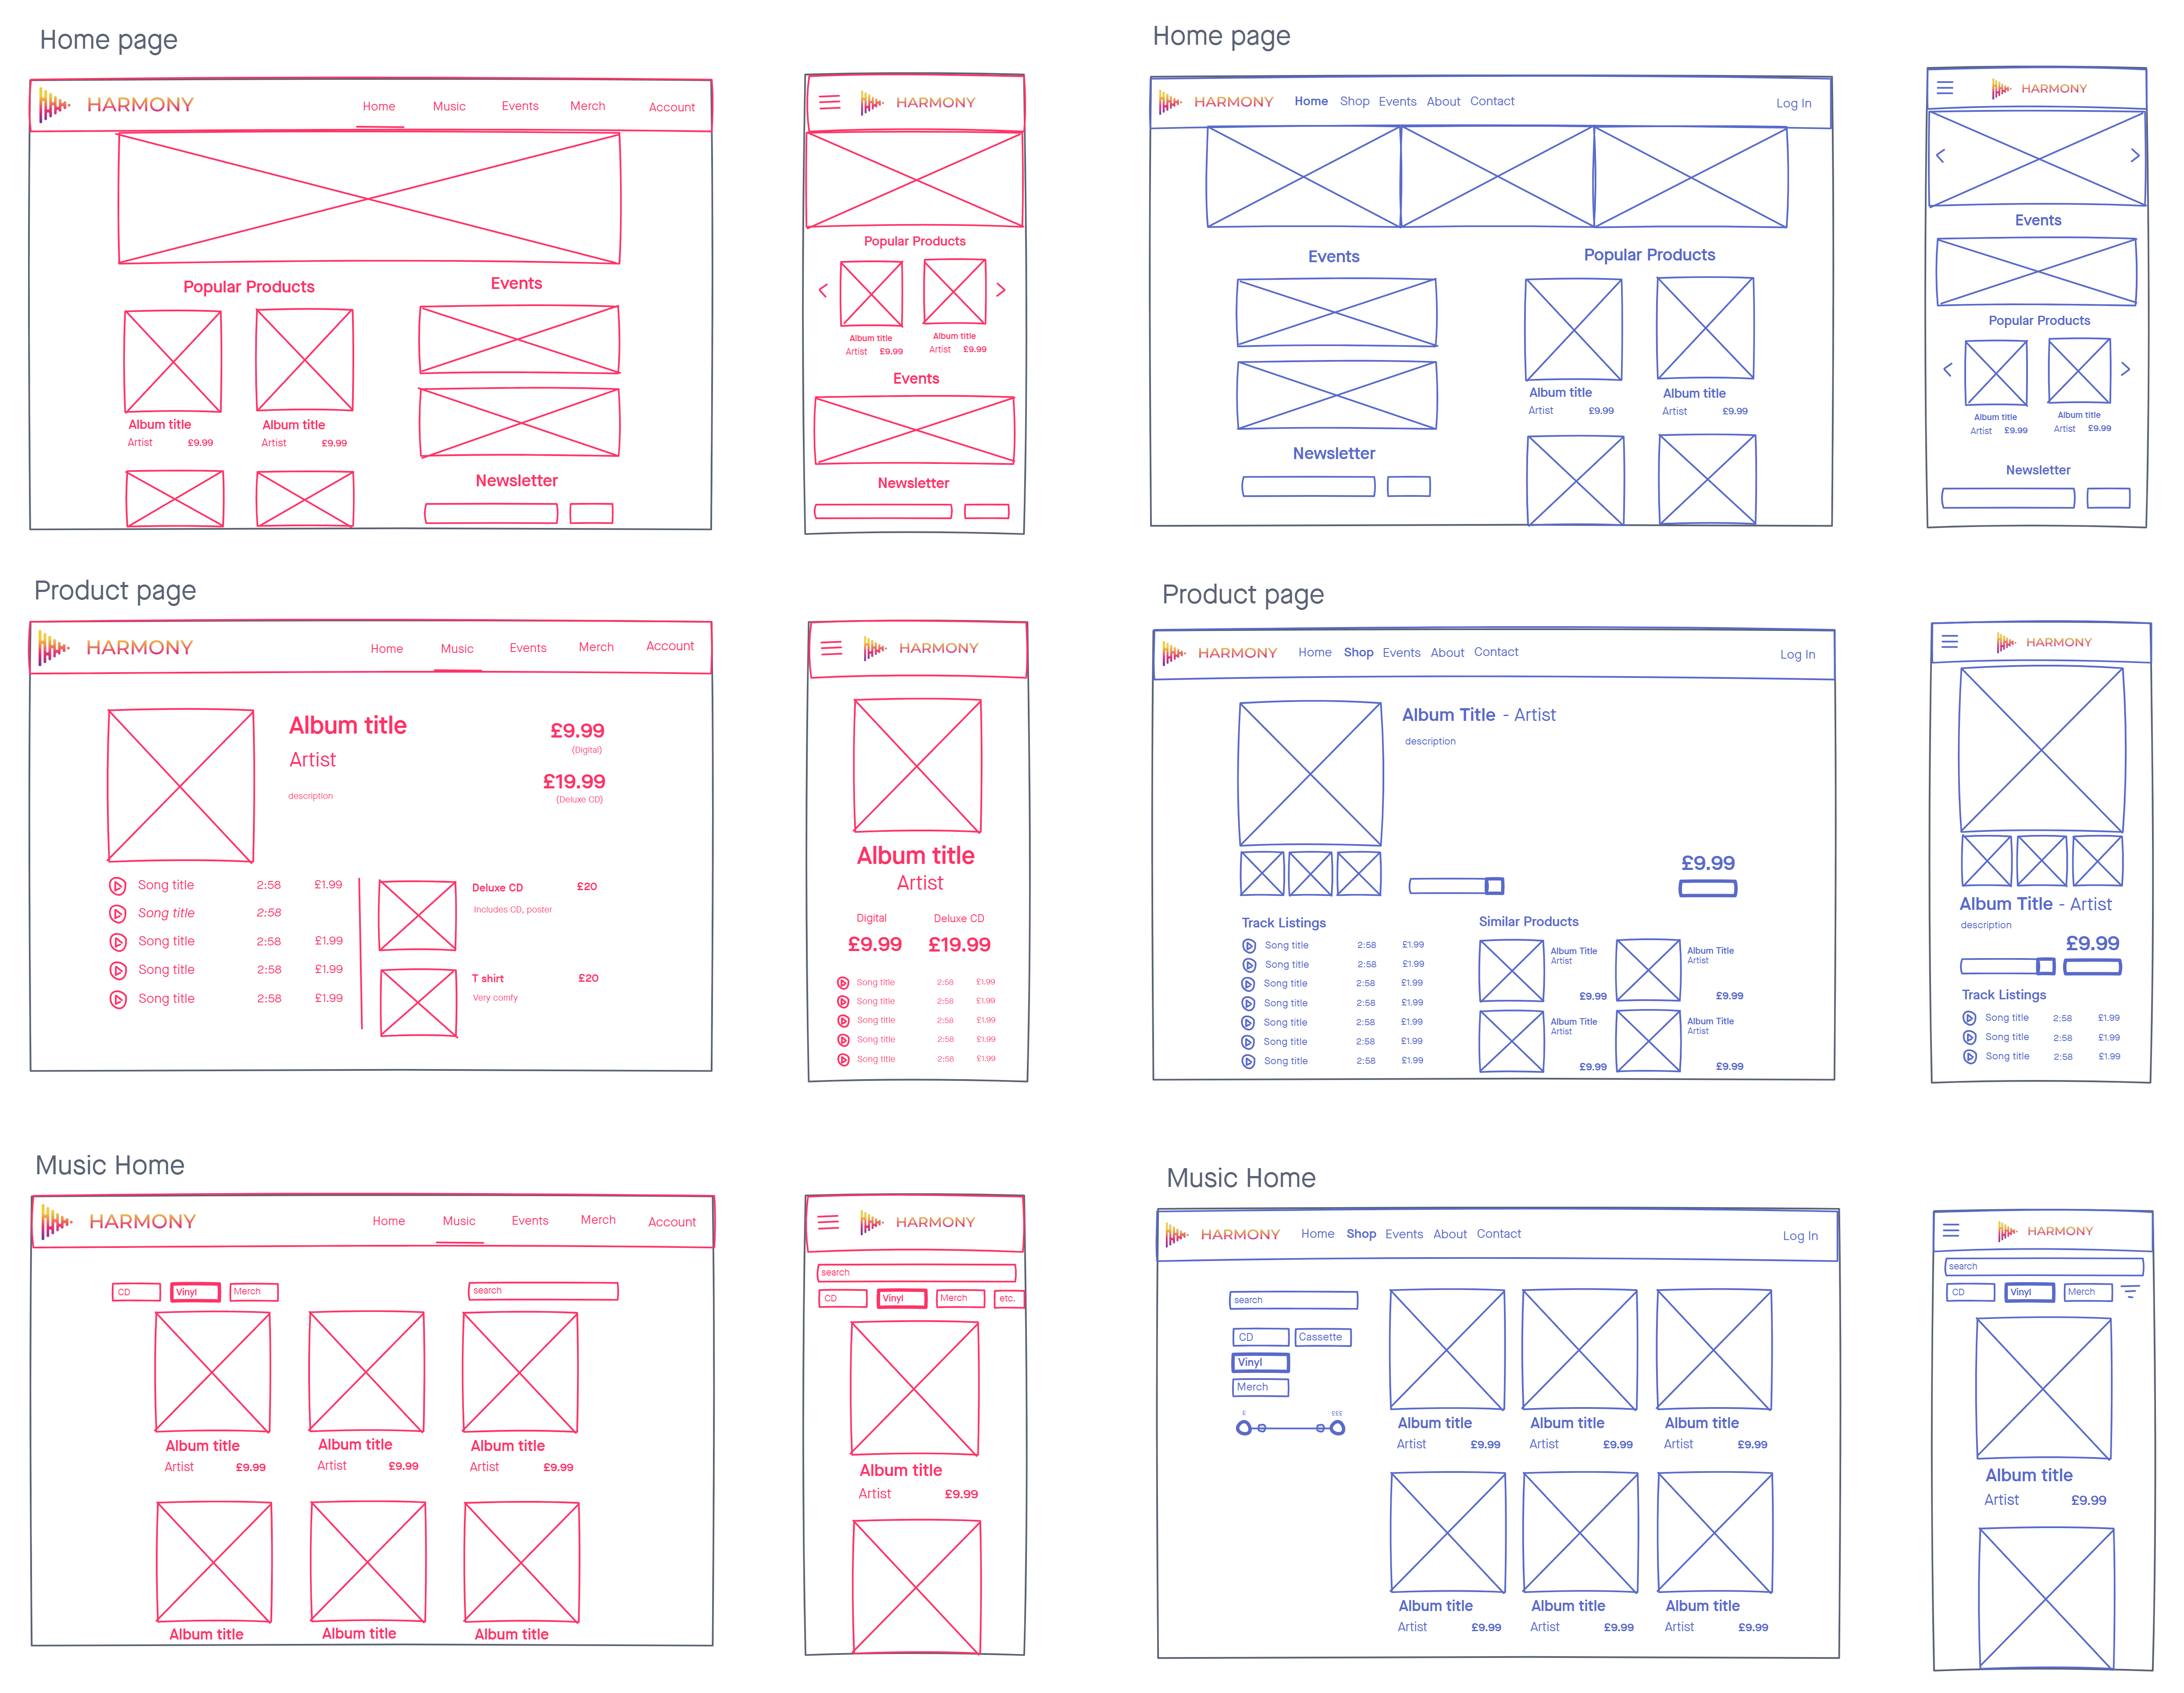 Home page
HARMONY
Home Music Events Merch Account
Popular Products
Events
Album title
Artist £9.99
Album title
Artist £9.99
Newsletter
HARMONY
Popular Products
Album title
Artist £9.99
Album title
Artist £9.99
Events
Newsletter
Home page
HARMONY Home Shop Events About Contact Log In
Events
Popular Products
Album title
Artist £9.99
Album title
Artist £9.99
Newsletter
HARMONY
Events
Popular Products
Album title
Artist £9.99
Album title
Artist £9.99
Newsletter
Product page
HARMONY
Home Music Events Merch Account
Album title
Artist
description
£9.99
(Digital)
£19.99
(Deluxe CD)
Song title 2:58 £1.99
Song title 2:58
Song title 2:58 £1.99
Song title 2:58 £1.99
Song title 2:58 £1.99
Deluxe CD £20
Includes CD, poster
T shirt £20
Very comfy
HARMONY
Album title
Artist
Digital Deluxe CD
£9.99 £19.99
Song title 2:58 £1.99
Song title 2:58 £1.99
Song title 2:58 £1.99
Song title 2:58 £1.99
Song title 2:58 £1.99
Product page
HARMONY Home Shop Events About Contact Log In
Album Title - Artist
description
£9.99
Track Listings
Song title 2:58 £1.99
Song title 2:58 £1.99
Song title 2:58 £1.99
Song title 2:58 £1.99
Song title 2:58 £1.99
Song title 2:58 £1.99
Song title 2:58 £1.99
Similar Products
Album Title
Artist
£9.99
Album Title
Artist
£9.99
Album Title
Artist
£9.99
Album Title
Artist
£9.99
HARMONY
Album Title - Artist
description
£9.99
Track Listings
Song title 2:58 £1.99
Song title 2:58 £1.99
Song title 2:58 £1.99
Music Home
HARMONY
Home Music Events Merch Account
CD Vinyl Merch search
Album title
Artist £9.99
Album title
Artist £9.99
Album title
Artist £9.99
Album title
Album title
Album title
HARMONY
search
CD Vinyl Merch etc.
Album title
Artist £9.99
Music Home
HARMONY Home Shop Events About Contact Log In
search
CD Cassette
Vinyl
Merch
£ £££
Album title
Artist £9.99
Album title
Artist £9.99
Album title
Artist £9.99
Album title
Artist £9.99
Album title
Artist £9.99
Album title
Artist £9.99
HARMONY
search
CD Vinyl Merch
Album title
Artist £9.99